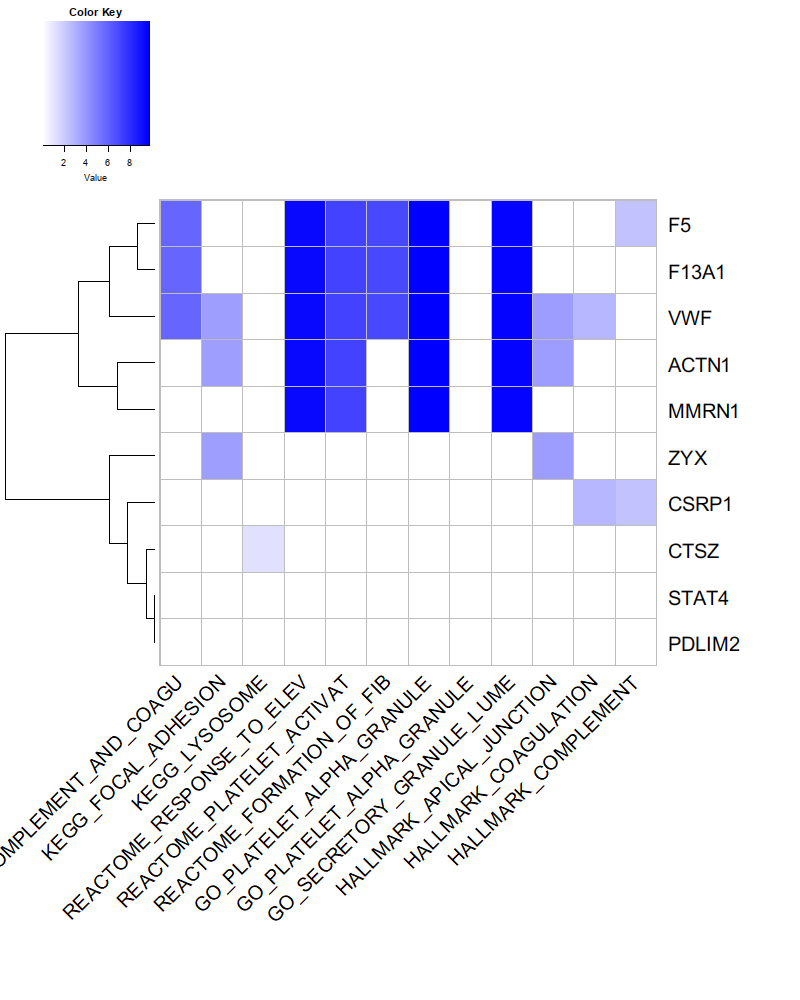 Color Key
2 4 6 8
Value
F5
F13A1
VWF
ACTN1
MMRN1
ZYX
CSRP1
CTSZ
STAT4
PDLIM2
OMPLEMENT_AND_COAGU
KEGG_FOCAL_ADHESION
KEGG_LYSOSOME
REACTOME_RESPONSE_TO_ELEV
REACTOME_PLATELET_ACTIVAT
REACTOME_FORMATION_OF_FIB
GO_PLATELET_ALPHA_GRANULE
GO_PLATELET_ALPHA_GRANULE
GO_SECRETORY_GRANULE_LUME
HALLMARK_APICAL_JUNCTION
HALLMARK_COAGULATION
HALLMARK_COMPLEMENT